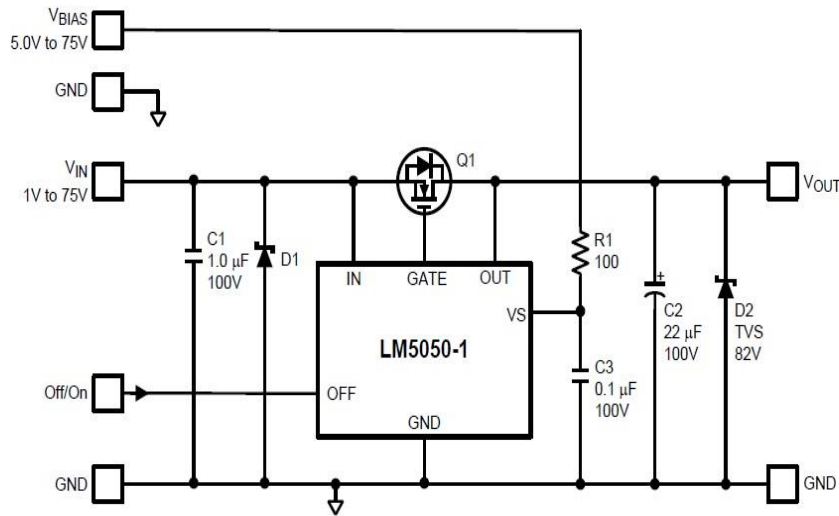 VBIAS
5.0V to 75V
GND
VIN
1V to 75V
Q1
VOUT
C1
1.0 μF
100V
D1
IN
GATE
OUT
R1
100
VS
LM5050-1
C2
22 μF
100V
+
D2
TVS
82V
C3
0.1 μF
100V
Off/On
OFF
GND
GND
GND